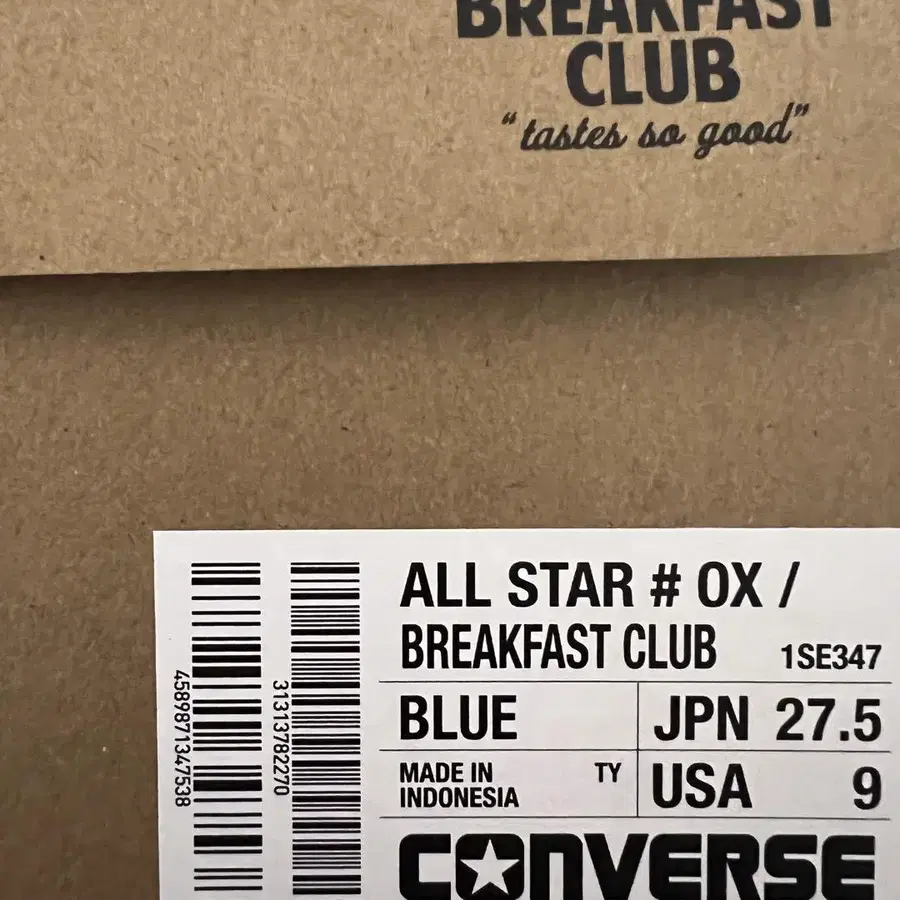 BREAKFAST
CLUB
“tastes so good”
ALL STAR # OX /
BREAKFAST CLUB 1SE347
BLUE JPN 27.5
MADE IN INDONESIA TY USA 9
CONVERSE
4589871347538
31313782270